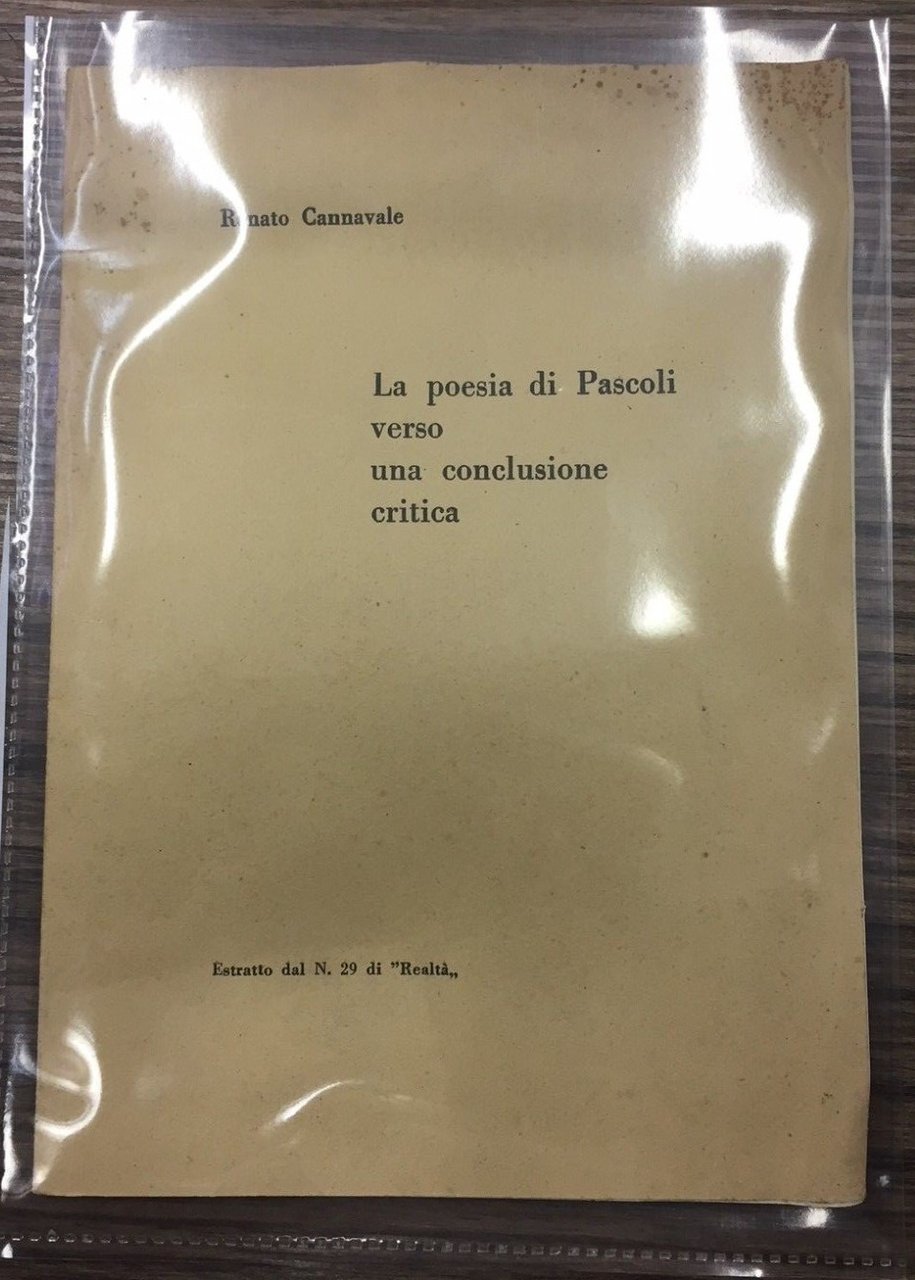 Renato Cannavale
La poesia di Pascoli
verso
una conclusione
critica
Estratto dal N. 29 di "Realtà„